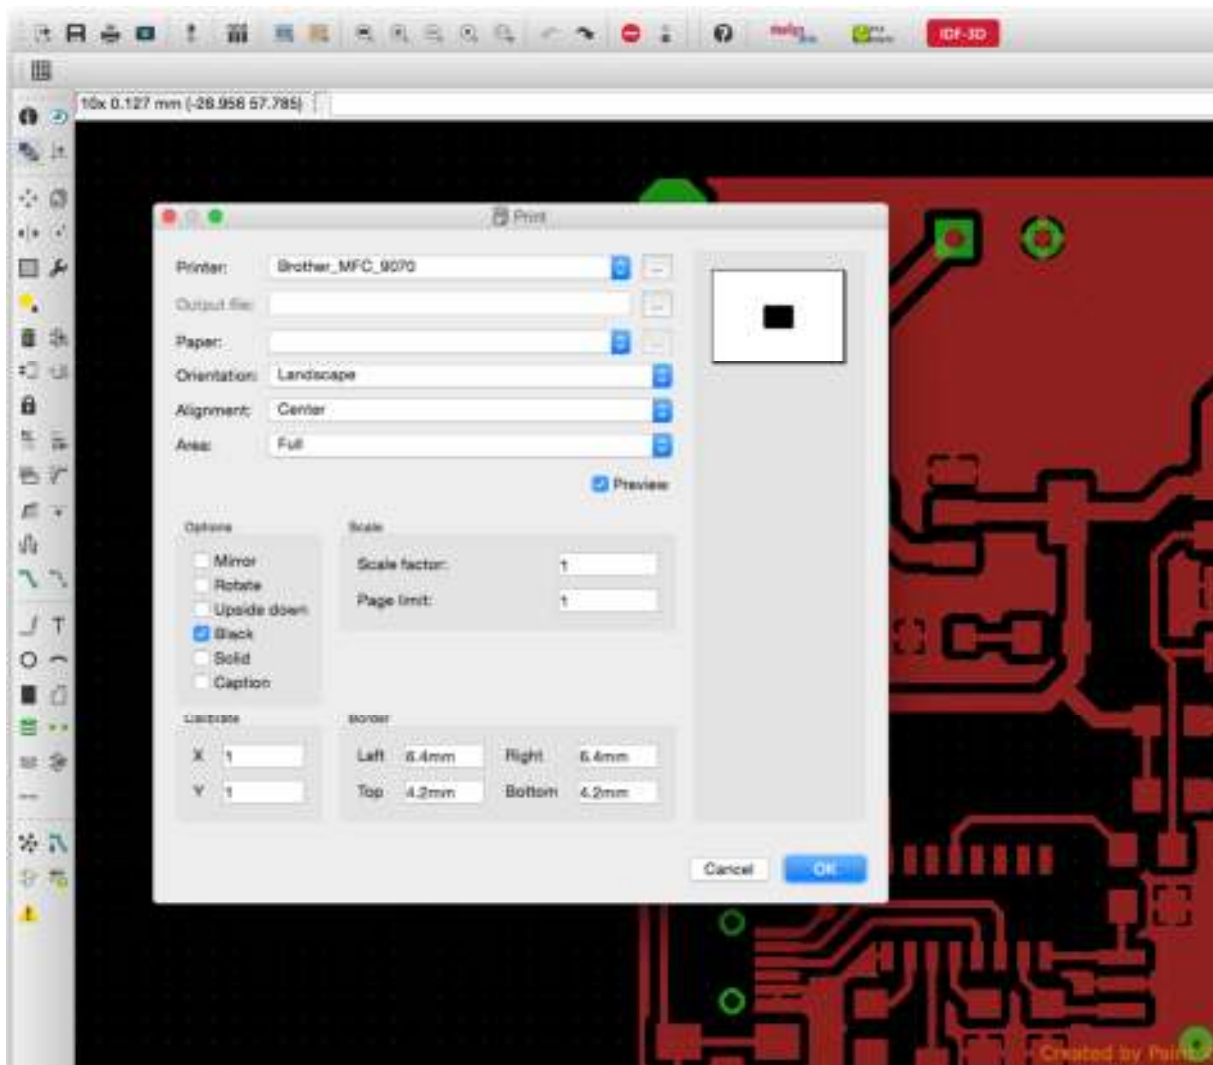 IDF-3D
10x 0.127 mm (-26.956 57.785)
Print
Printer: Brother_MFC_9070 ...
Output file: ...
Paper: ...
Orientation: Landscape
Alignment: Center
Area: Full
Preview
Options
Mirror
Rotate
Upside down
Black
Solid
Caption
Scale
Scale factor: 1
Page limit: 1
Calibrate
X 1
Y 1
Border
Left 6.4mm Right 6.4mm
Top 4.2mm Bottom 4.2mm
Cancel OK
Created by Paint